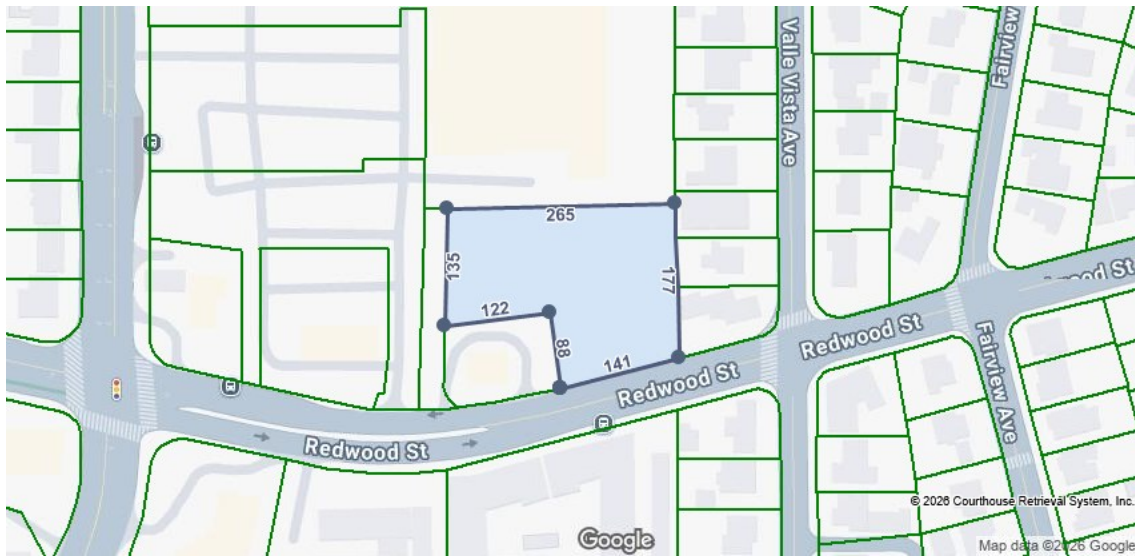 Fairview
Valle Vista Ave
265
135
177
122
88
141
Redwood St
Redwood St
Redwood St
wood St
Fairview Ave
© 2026 Courthouse Retrieval System, Inc.
Google
Map data ©2026 Google